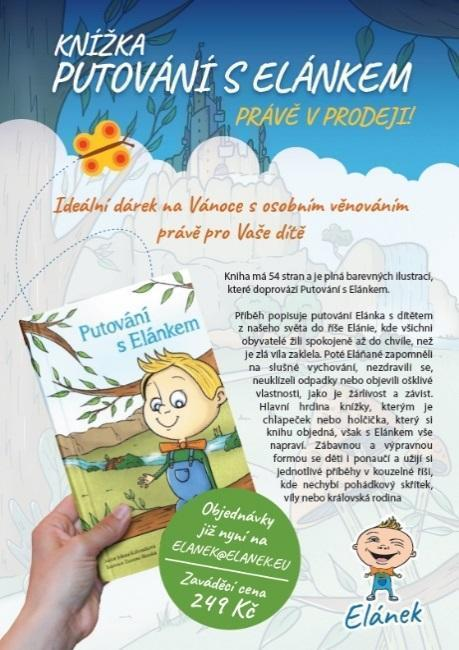 KNÍŽKA
PUTOVÁNÍ S ELÁNKEM
PRÁVĚ V PRODEJI!
Ideální dárek na Vánoce s osobním věnováním
právě pro Vaše dítě
Kniha má 54 stran a je plná barevných ilustrací,
které doprovází Putování s Elánkem.
Příběh popisuje putování Elánka s dítětem
z našeho světa do říše Elánie, kde všichni
obyvatelé žili spokojeně až do chvíle, než
je zlá víla zaklela. Poté Eláňané zapomněli
na slušné vychování, nezdravili se,
neuklízeli odpadky nebo objevili ošklivé
vlastnosti, jako je žárlivost a závist.
Hlavní hrdina knížky, kterým je
chlapeček nebo holčička, který si
knihu objedná, však s Elánkem vše
napraví. Zábavnou a výpravnou
formou se děti i ponaučí a užijí si
jednotlivé příběhy v kouzelné říši,
kde nechybí pohádkový skřítek,
víly nebo královská rodina
Putování
s Elánkem
Objednávky
již nyní na
ELANEK@ELANEK.EU
Zaváděcí cena
249 Kč
Elánek